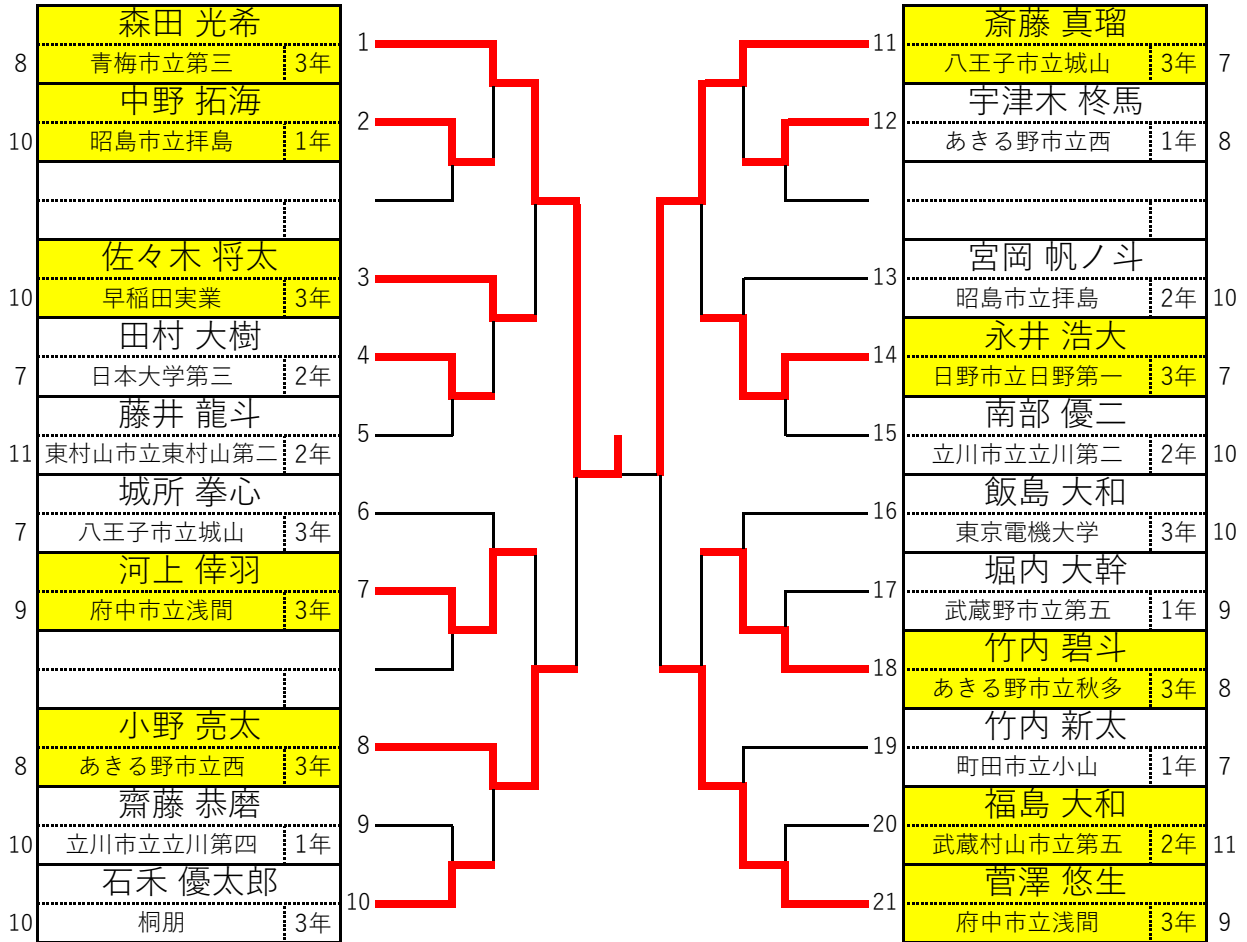 森田 光希
8 青梅市立第三 3年
1
中野 拓海
10 昭島市立拝島 1年
2
佐々木 将太
10 早稲田実業 3年
3
田村 大樹
7 日本大学第三 2年
4
藤井 龍斗
11 東村山市立東村山第二 2年
5
城所 拳心
7 八王子市立城山 3年
6
河上 倖羽
9 府中市立浅間 3年
7
小野 亮太
8 あきる野市立西 3年
8
齋藤 恭磨
10 立川市立立川第四 1年
9
石禾 優太郎
10 桐朋 3年
10
斎藤 真瑠
11
八王子市立城山 3年 7
宇津木 柊馬
12
あきる野市立西 1年 8
宮岡 帆ノ斗
13
昭島市立拝島 2年 10
永井 浩大
14
日野市立日野第一 3年 7
南部 優二
15
立川市立立川第二 2年 10
飯島 大和
16
東京電機大学 3年 10
堀内 大幹
17
武蔵野市立第五 1年 9
竹内 碧斗
18
あきる野市立秋多 3年 8
竹内 新太
19
町田市立小山 1年 7
福島 大和
20
武蔵村山市立第五 2年 11
菅澤 悠生
21
府中市立浅間 3年 9